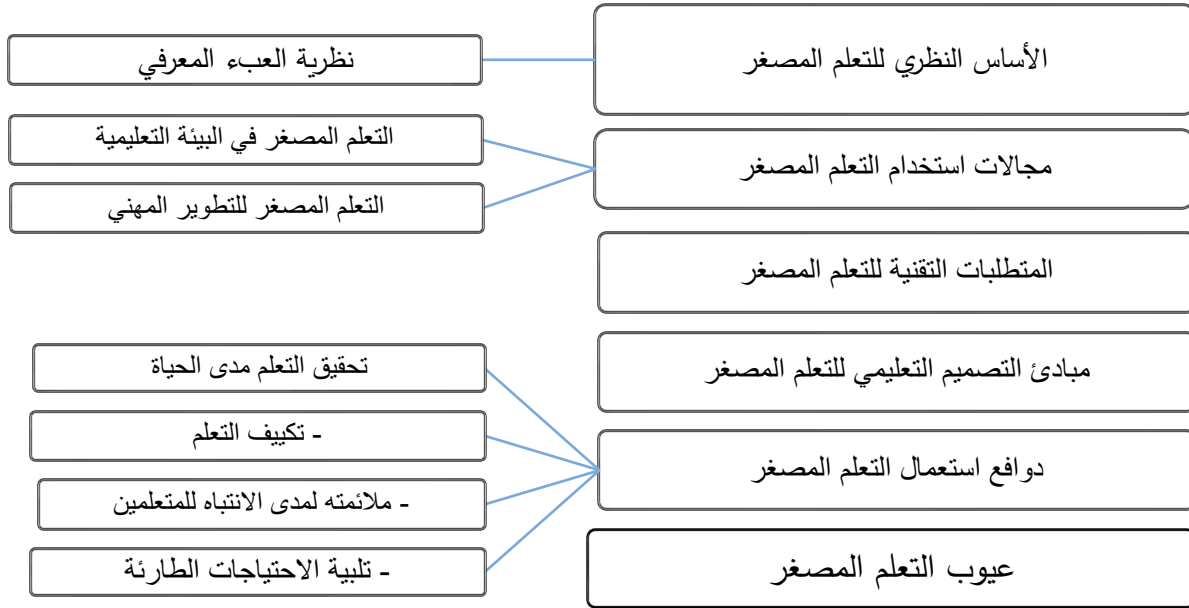 الأساس النظري للتعلم المصغر
نظرية العبء المعرفي
مجالات استخدام التعلم المصغر
التعلم المصغر في البيئة التعليمية
التعلم المصغر للتطوير المهني
المتطلبات التقنية للتعلم المصغر
مبادئ التصميم التعليمي للتعلم المصغر
دوافع استعمال التعلم المصغر
تحقيق التعلم مدى الحياة
- تكييف التعلم
- ملائمته لمدى الانتباه للمتعلمين
- تلبية الاحتياجات الطارئة
عيوب التعلم المصغر